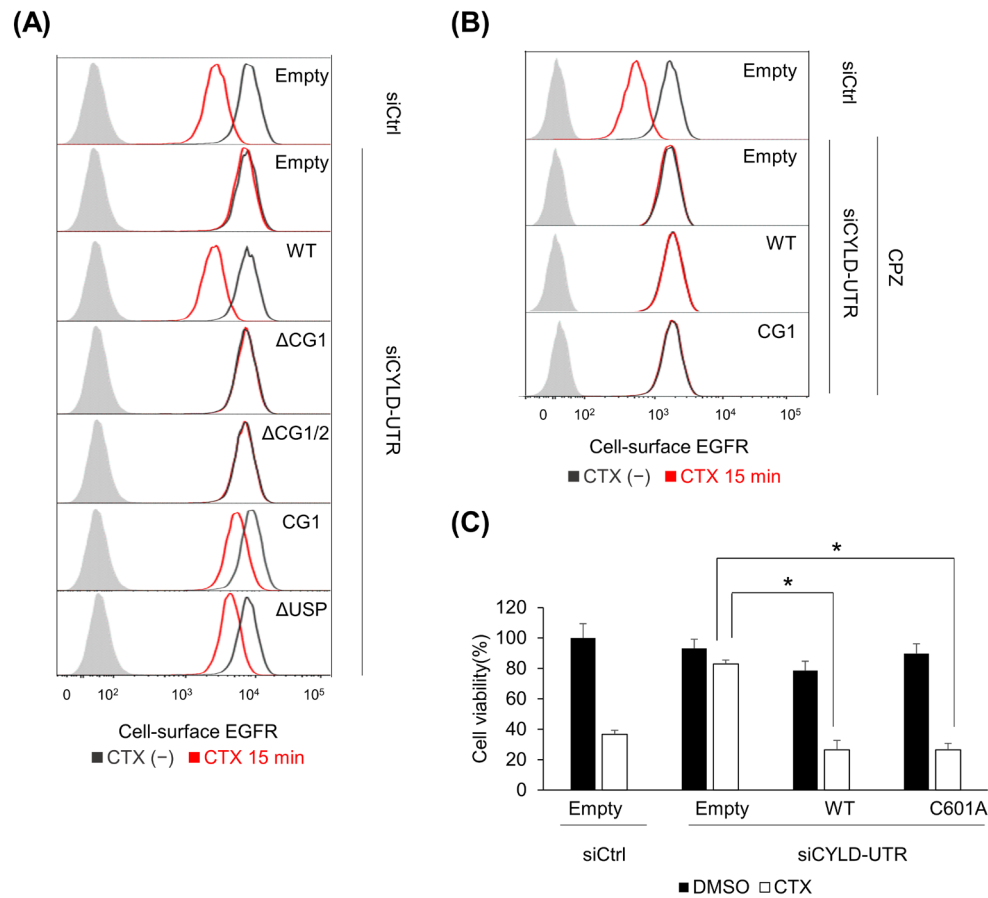 (A)
Empty
siCtrl
Empty
WT
ΔCG1
ΔCG1/2
CG1
ΔUSP
siCYLD-UTR
0 10² 10³ 10⁴ 10⁵
Cell-surface EGFR
CTX (−) CTX 15 min
(B)
Empty
siCtrl
Empty
WT
CG1
siCYLD-UTR
CPZ
0 10² 10³ 10⁴ 10⁵
Cell-surface EGFR
CTX (−) CTX 15 min
(C)
*
*
Cell viability(%)
120
100
80
60
40
20
0
Empty Empty WT C601A
siCtrl siCYLD-UTR
DMSO CTX